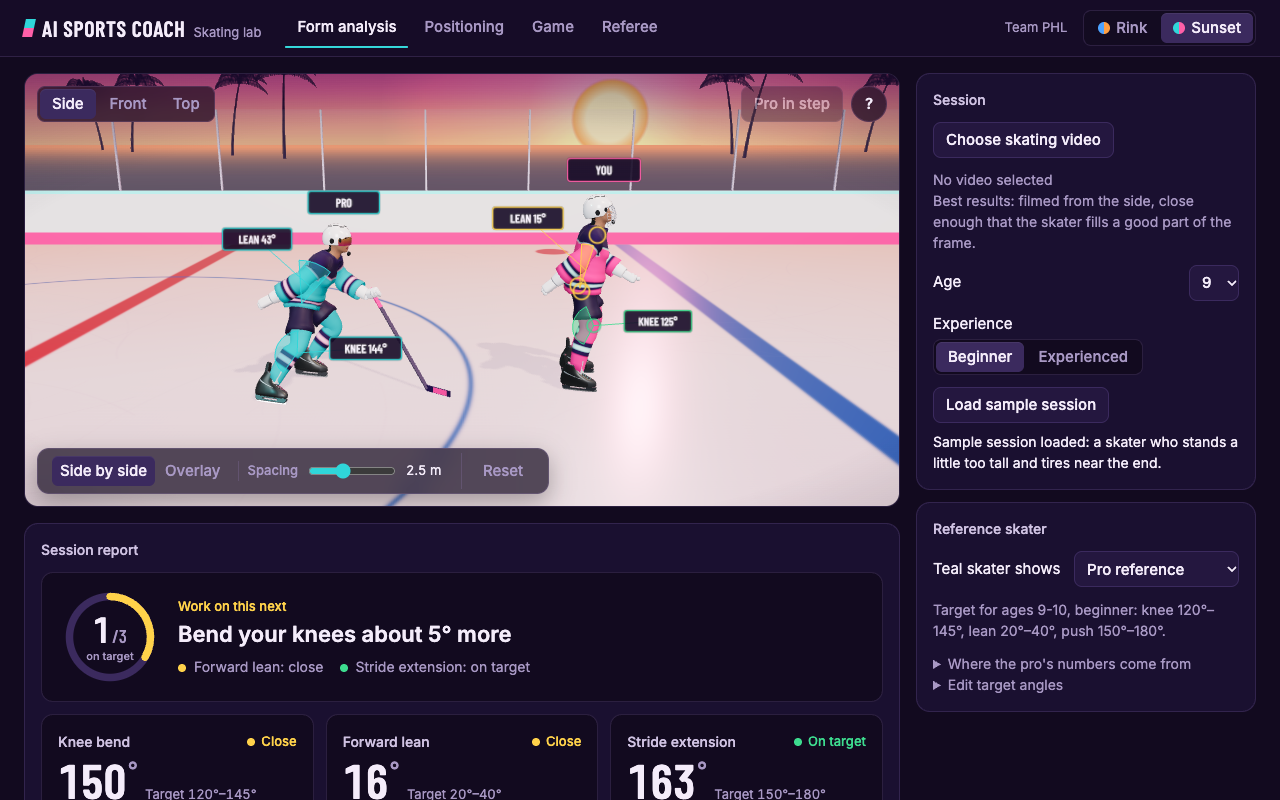 AI SPORTS COACH Skating lab Form analysis Positioning Game Referee Team PHL Rink Sunset
Side Front Top
Pro in step ?
YOU
PRO
LEAN 15°
LEAN 43°
KNEE 125°
KNEE 144°
Side by side Overlay Spacing 2.5 m Reset
Session
Choose skating video
No video selected
Best results: filmed from the side, close
enough that the skater fills a good part of the
frame.
Age 9
Experience
Beginner Experienced
Load sample session
Sample session loaded: a skater who stands a
little too tall and tires near the end.
Reference skater
Teal skater shows Pro reference
Target for ages 9-10, beginner: knee 120°–
145°, lean 20°–40°, push 150°–180°.
Where the pro's numbers come from
Edit target angles
Session report
1/3
on target
Work on this next
Bend your knees about 5° more
Forward lean: close Stride extension: on target
Knee bend Close
150° Target 120°–145°
Forward lean Close
16° Target 20°–40°
Stride extension On target
163° Target 150°–180°